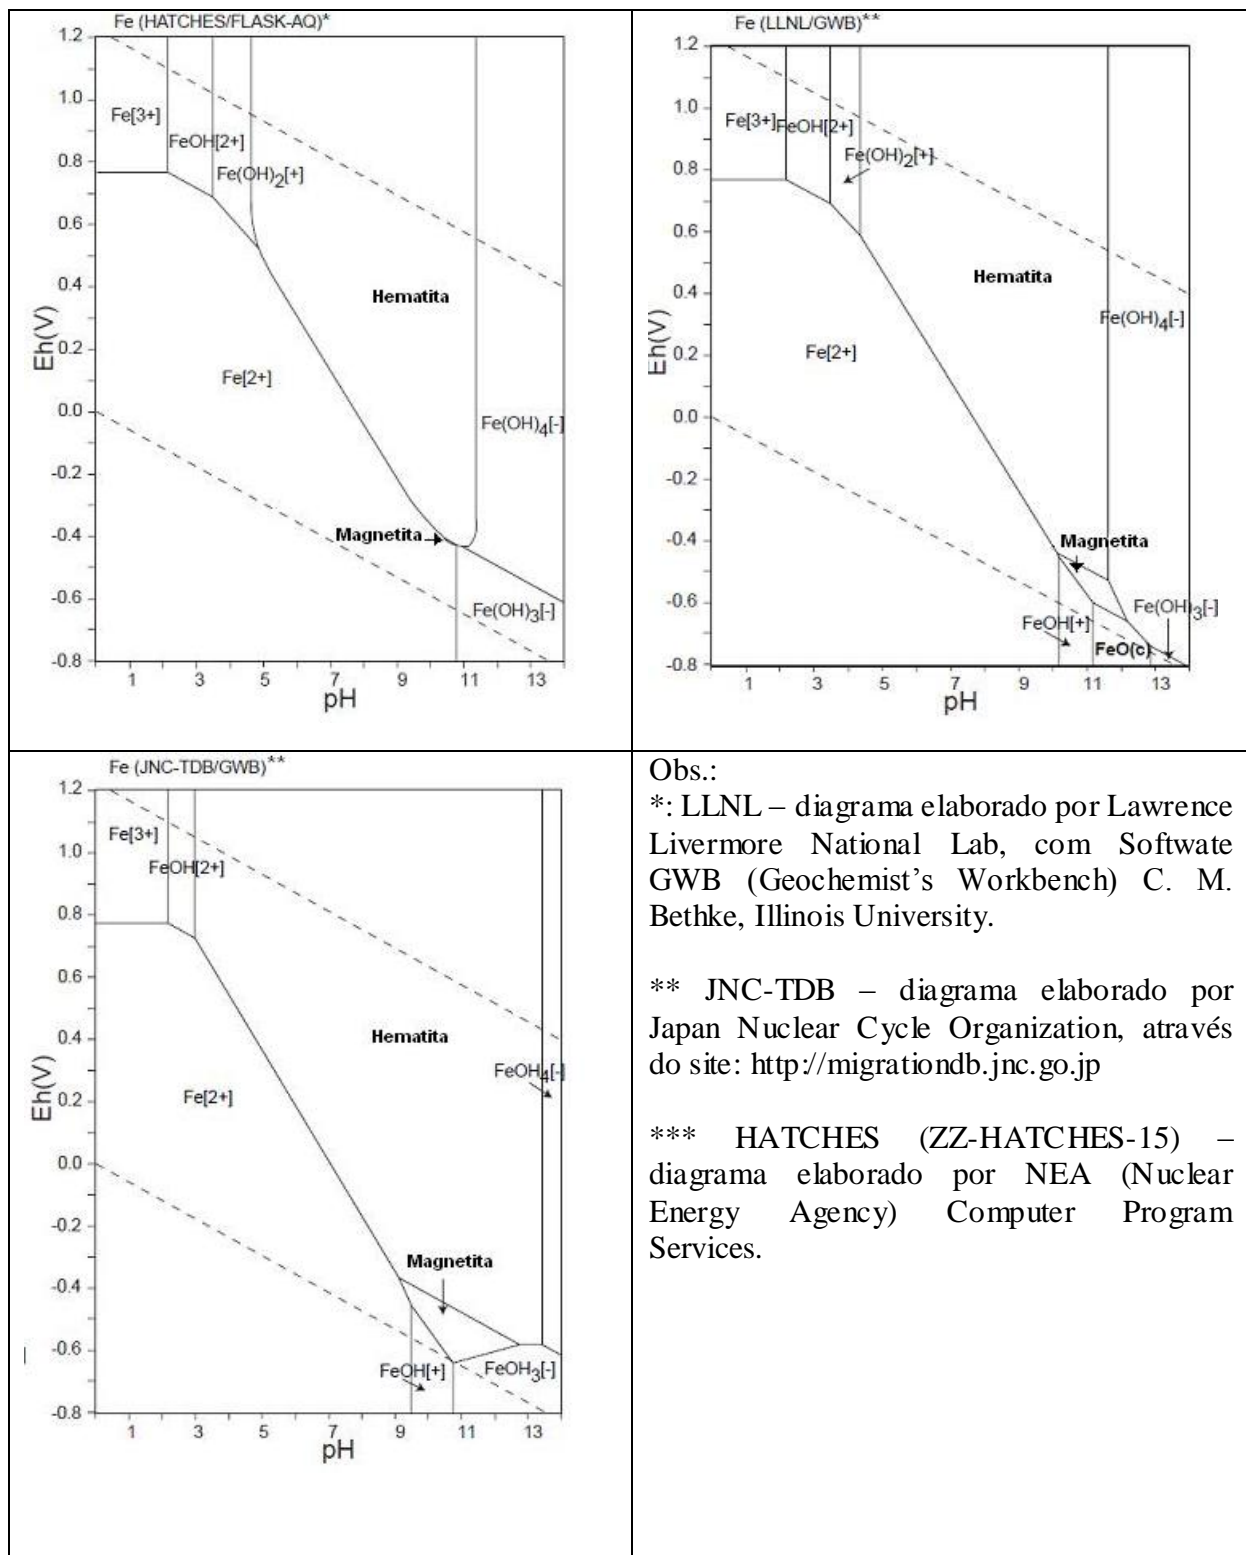 Fe (HATCHES/FLASK-AQ)*
1.2
1.0
0.8
0.6
0.4
0.2
0.0
-0.2
-0.4
-0.6
-0.8
Eh(V)
Fe[3+]
FeOH[2+]
Fe(OH)2[+]
Hematita
Fe[2+]
Fe(OH)4[-]
Magnetita
Fe(OH)3[-]
1 3 5 7 9 11 13
pH
Fe (LLNL/GWB)**
1.2
1.0
0.8
0.6
0.4
0.2
0.0
-0.2
-0.4
-0.6
-0.8
Eh(V)
Fe[3+]
FeOH[2+]
Fe(OH)2[+]
Hematita
Fe(OH)4[-]
Fe[2+]
Magnetita
Fe(OH)3[-]
FeOH[+]
FeO(c)
1 3 5 7 9 11 13
pH
Fe (JNC-TDB/GWB)**
1.2
1.0
0.8
0.6
0.4
0.2
0.0
-0.2
-0.4
-0.6
-0.8
Eh(V)
Fe[3+]
FeOH[2+]
Hematita
FeOH4[-]
Fe[2+]
Magnetita
FeOH[+]
FeOH3[-]
1 3 5 7 9 11 13
pH
Obs.:
*: LLNL – diagrama elaborado por Lawrence
Livermore National Lab, com Softwate
GWB (Geochemist's Workbench) C. M.
Bethke, Illinois University.
** JNC-TDB – diagrama elaborado por
Japan Nuclear Cycle Organization, através
do site: http://migrationdb.jnc.go.jp
*** HATCHES (ZZ-HATCHES-15) –
diagrama elaborado por NEA (Nuclear
Energy Agency) Computer Program
Services.